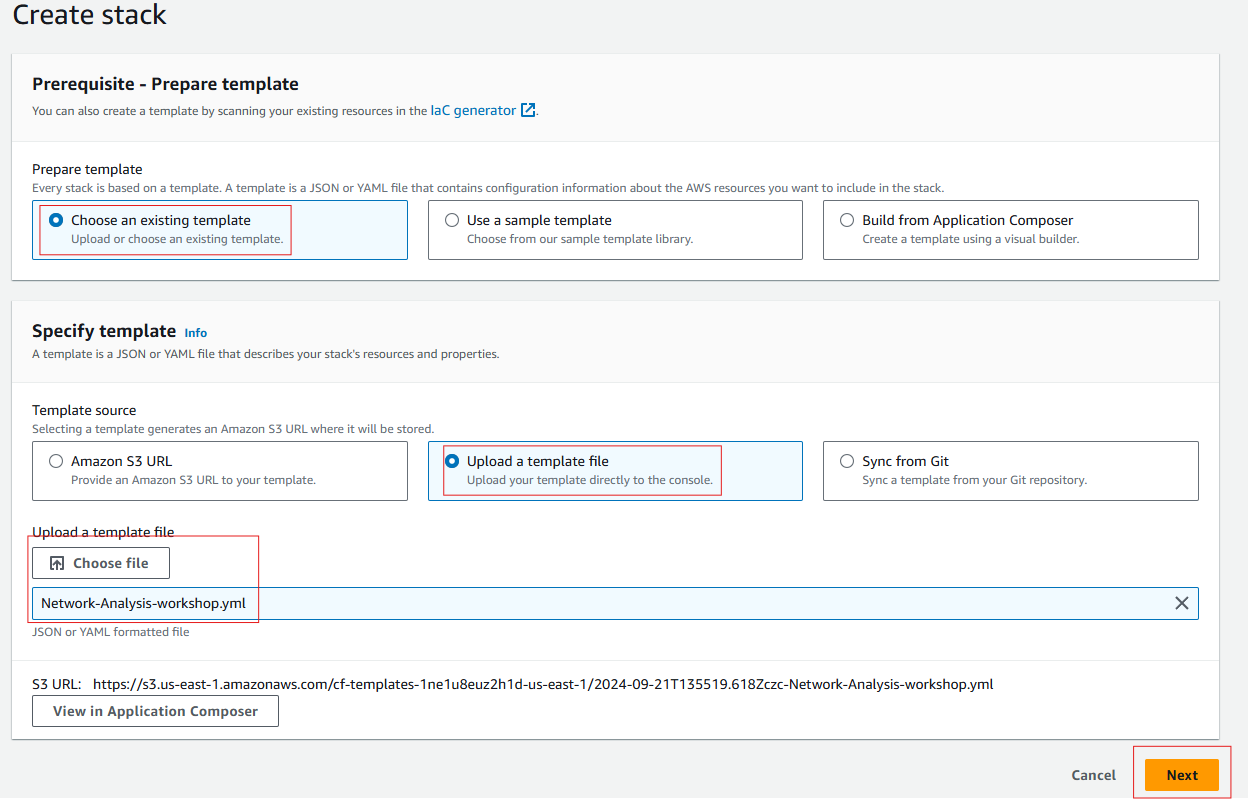 Create stack
Prerequisite - Prepare template
You can also create a template by scanning your existing resources in the IaC generator.
Prepare template
Every stack is based on a template. A template is a JSON or YAML file that contains configuration information about the AWS resources you want to include in the stack.
Choose an existing template
Upload or choose an existing template.
Use a sample template
Choose from our sample template library.
Build from Application Composer
Create a template using a visual builder.
Specify template Info
A template is a JSON or YAML file that describes your stack's resources and properties.
Template source
Selecting a template generates an Amazon S3 URL where it will be stored.
Amazon S3 URL
Provide an Amazon S3 URL to your template.
Upload a template file
Upload your template directly to the console.
Sync from Git
Sync a template from your Git repository.
Upload a template file
Choose file
Network-Analysis-workshop.yml
JSON or YAML formatted file
S3 URL: https://s3.us-east-1.amazonaws.com/cf-templates-1ne1u8euz2h1d-us-east-1/2024-09-21T135519.618Zczc-Network-Analysis-workshop.yml
View in Application Composer
Cancel
Next